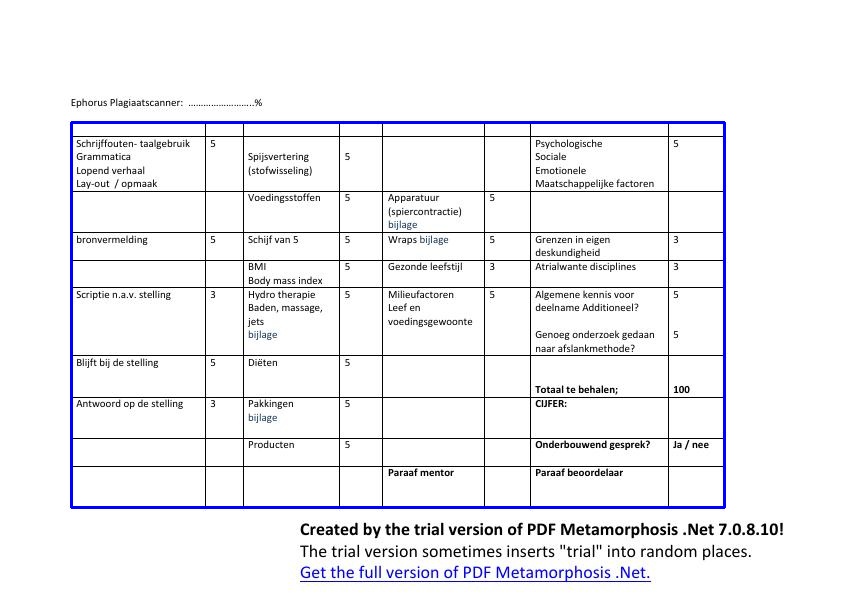 Ephorus Plagiaatscanner: ……………………..%
Schrijffouten- taalgebruik 5 Psychologische 5
Grammatica Spijsvertering 5 Sociale
Lopend verhaal (stofwisseling) Emotionele
Lay-out / opmaak Maatschappelijke factoren
Voedingsstoffen 5 Apparatuur 5
(spiercontractie)
bijlage
bronvermelding 5 Schijf van 5 5 Wraps bijlage 5 Grenzen in eigen 3
deskundigheid
BMI 5 Gezonde leefstijl 3 Atrialwante disciplines 3
Body mass index
Scriptie n.a.v. stelling 3 Hydro therapie 5 Milieufactoren 5 Algemene kennis voor 5
Baden, massage, Leef en deelname Additioneel?
jets voedingsgewoonte
bijlage Genoeg onderzoek gedaan 5
naar afslankmethode?
Blijft bij de stelling 5 Diëten 5
Totaal te behalen; 100
Antwoord op de stelling 3 Pakkingen 5 CIJFER:
bijlage
Producten 5 Onderbouwend gesprek? Ja / nee
Paraaf mentor Paraaf beoordelaar
Created by the trial version of PDF Metamorphosis .Net 7.0.8.10!
The trial version sometimes inserts "trial" into random places.
Get the full version of PDF Metamorphosis .Net.